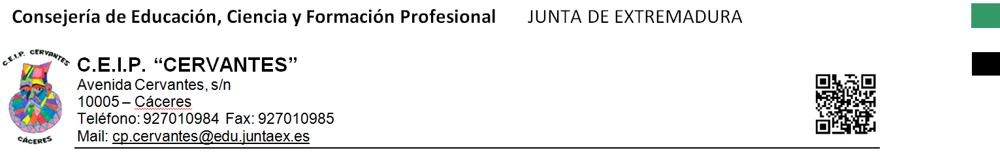 Consejería de Educación, Ciencia y Formación Profesional JUNTA DE EXTREMADURA
C.E.I.P. CERVANTES
CÁCERES
C.E.I.P. “CERVANTES”
Avenida Cervantes, s/n
10005 – Cáceres
Teléfono: 927010984 Fax: 927010985
Mail: cp.cervantes@edu.juntaex.es